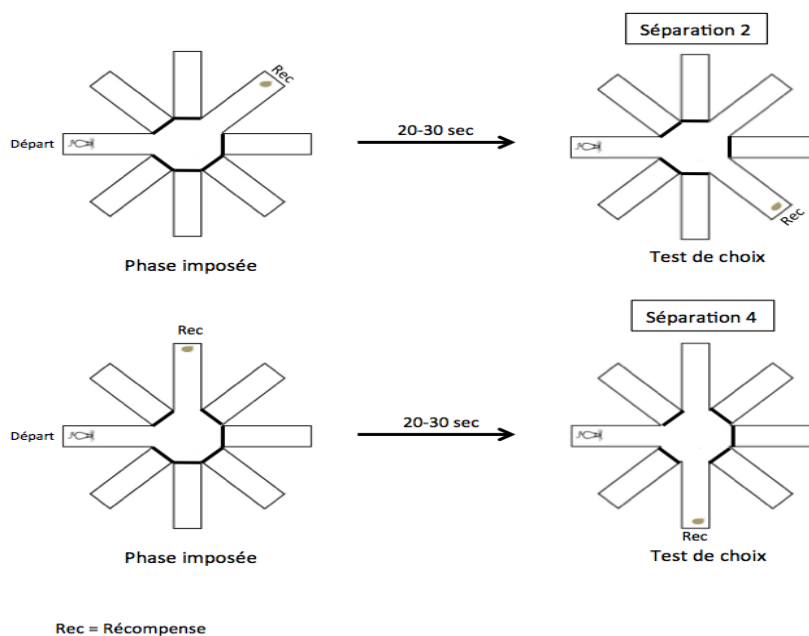 Séparation 2
Rec
Départ
20-30 sec
Rec
Phase imposée
Test de choix
Séparation 4
Rec
Départ
20-30 sec
Rec
Phase imposée
Test de choix
Rec = Récompense